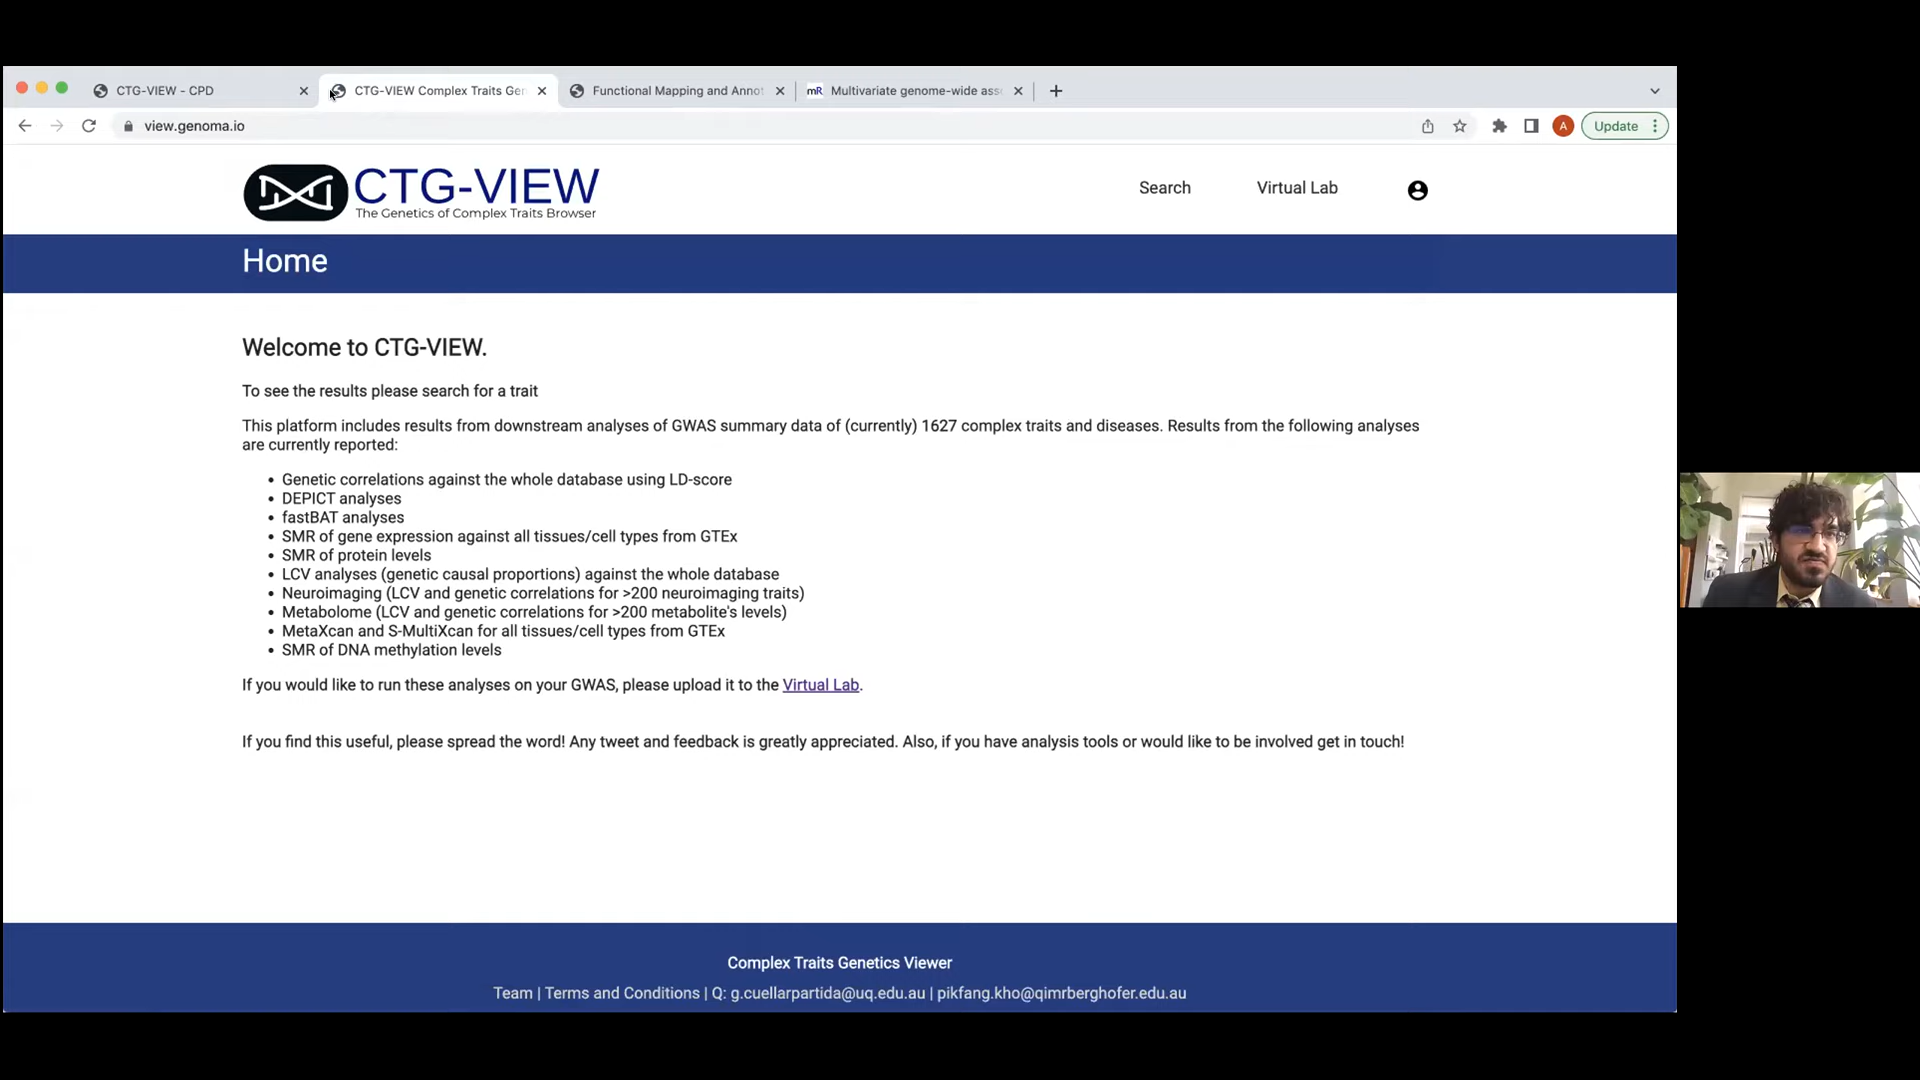 CTG-VIEW - CPD
CTG-VIEW Complex Traits Ge
Functional Mapping and Annot
mR Multivariate genome-wide ass
view.genoma.io
A
Update
CTG-VIEW
The Genetics of Complex Traits Browser
Search
Virtual Lab
Home
Welcome to CTG-VIEW.
To see the results please search for a trait
This platform includes results from downstream analyses of GWAS summary data of (currently) 1627 complex traits and diseases. Results from the following analyses
are currently reported:
• Genetic correlations against the whole database using LD-score
• DEPICT analyses
• fastBAT analyses
• SMR of gene expression against all tissues/cell types from GTEx
• SMR of protein levels
• LCV analyses (genetic causal proportions) against the whole database
• Neuroimaging (LCV and genetic correlations for >200 neuroimaging traits)
• Metabolome (LCV and genetic correlations for >200 metabolite's levels)
• MetaXcan and S-MultiXcan for all tissues/cell types from GTEx
• SMR of DNA methylation levels
If you would like to run these analyses on your GWAS, please upload it to the Virtual Lab.
If you find this useful, please spread the word! Any tweet and feedback is greatly appreciated. Also, if you have analysis tools or would like to be involved get in touch!
Complex Traits Genetics Viewer
Team | Terms and Conditions | Q: g.cuellarpartida@uq.edu.au | pikfang.kho@qimrberghofer.edu.au